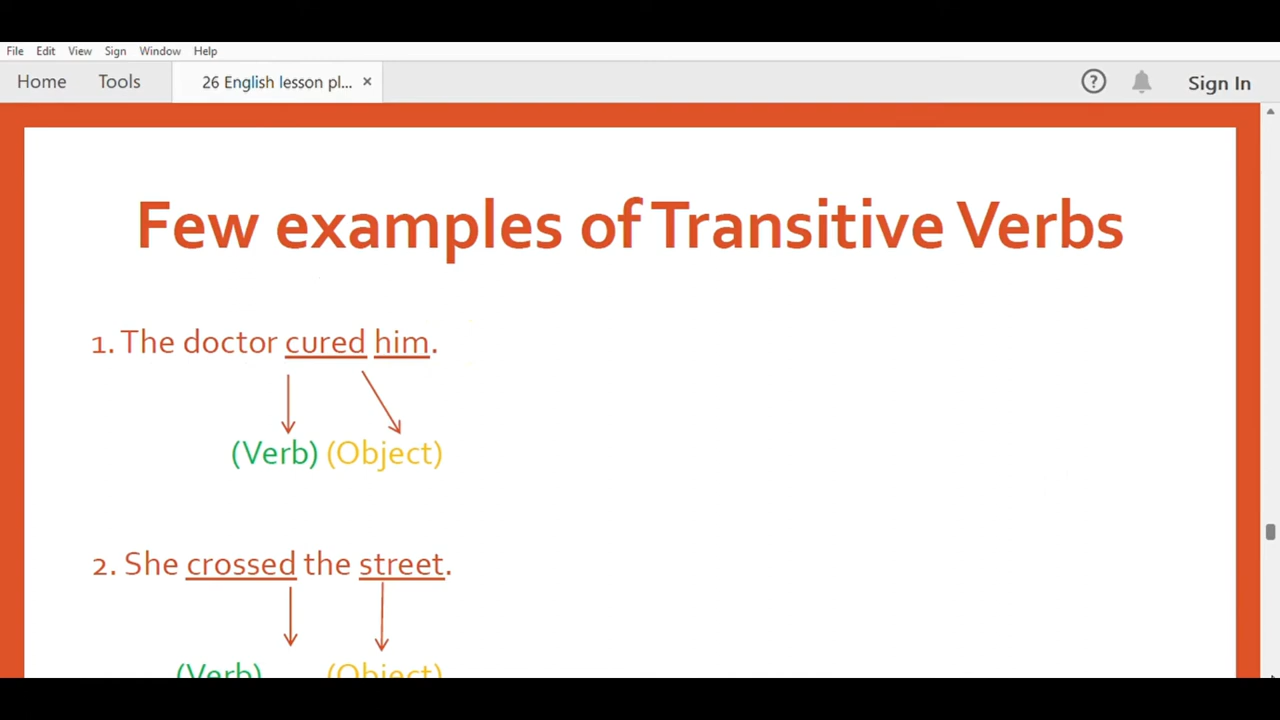 File Edit View Sign Window Help
Home Tools 26 English lesson pl... × ? Sign In
Few examples of Transitive Verbs
1. The doctor cured him.
(Verb) (Object)
2. She crossed the street.
(Verb) (Object)